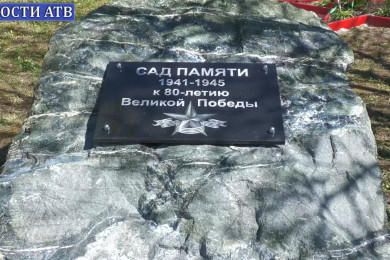 ОСТИ АТВ
САД ПАМЯТИ
1941-1945
к 80-летию
Великой Победы